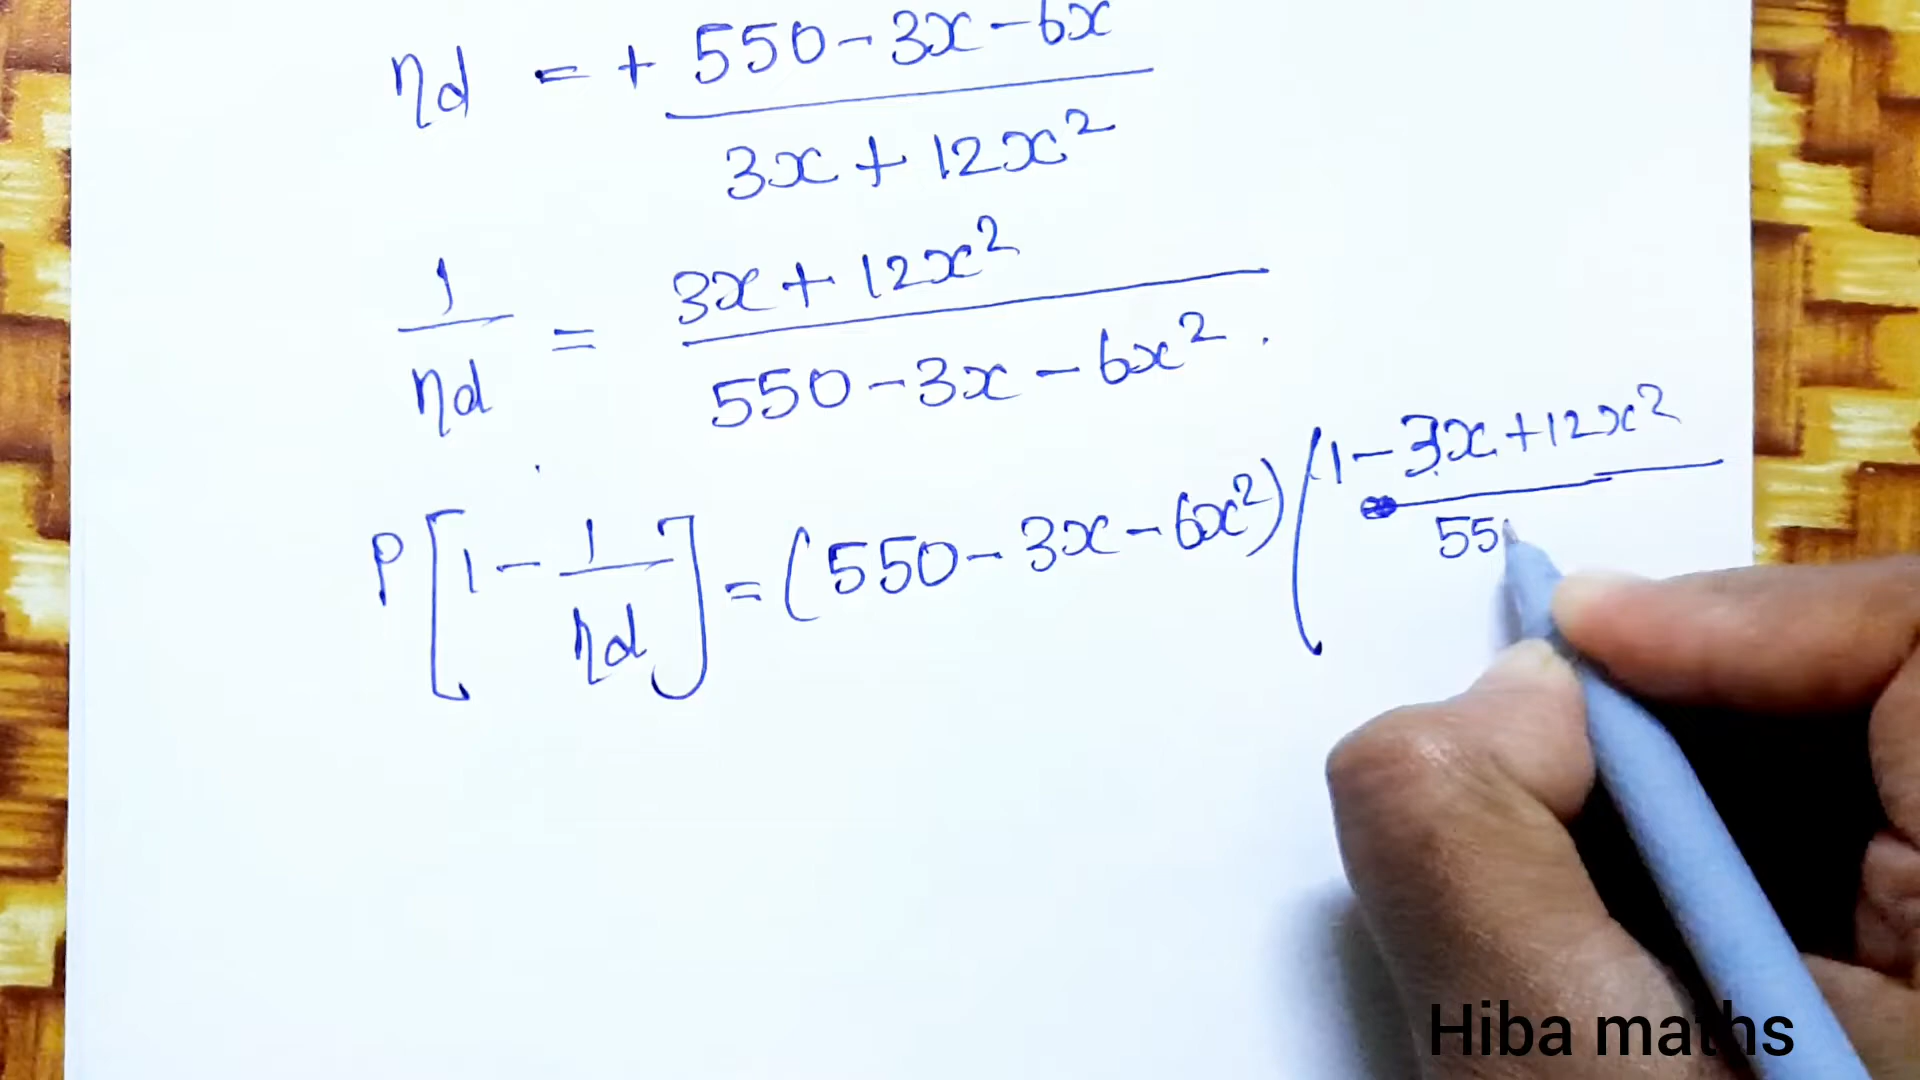 ηd = + 550 - 3x - 6x
3x + 12x²
1 / ηd = 3x + 12x² / 550 - 3x - 6x².
P[1 - 1/ηd] = (550 - 3x - 6x²)(1 - 3x + 12x²
55
Hiba maths